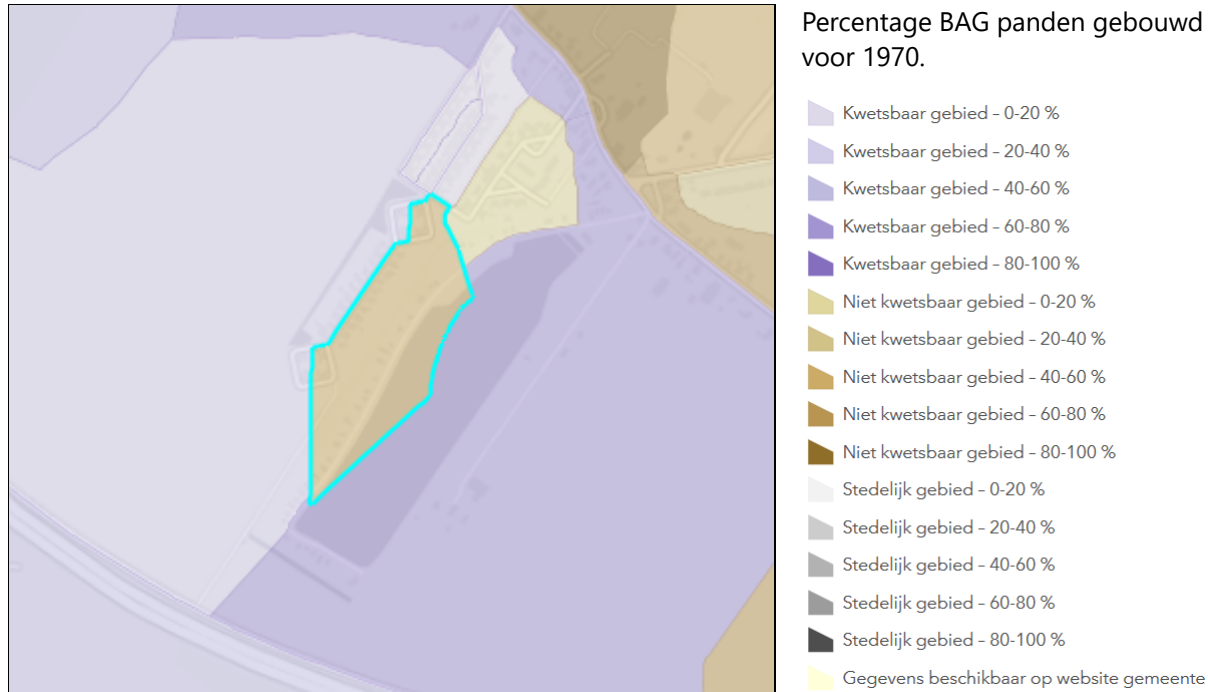 Percentage BAG panden gebouwd
voor 1970.
Kwetsbaar gebied – 0-20 %
Kwetsbaar gebied – 20-40 %
Kwetsbaar gebied – 40-60 %
Kwetsbaar gebied – 60-80 %
Kwetsbaar gebied – 80-100 %
Niet kwetsbaar gebied – 0-20 %
Niet kwetsbaar gebied – 20-40 %
Niet kwetsbaar gebied – 40-60 %
Niet kwetsbaar gebied – 60-80 %
Niet kwetsbaar gebied – 80-100 %
Stedelijk gebied – 0-20 %
Stedelijk gebied – 20-40 %
Stedelijk gebied – 40-60 %
Stedelijk gebied – 60-80 %
Stedelijk gebied – 80-100 %
Gegevens beschikbaar op website gemeente